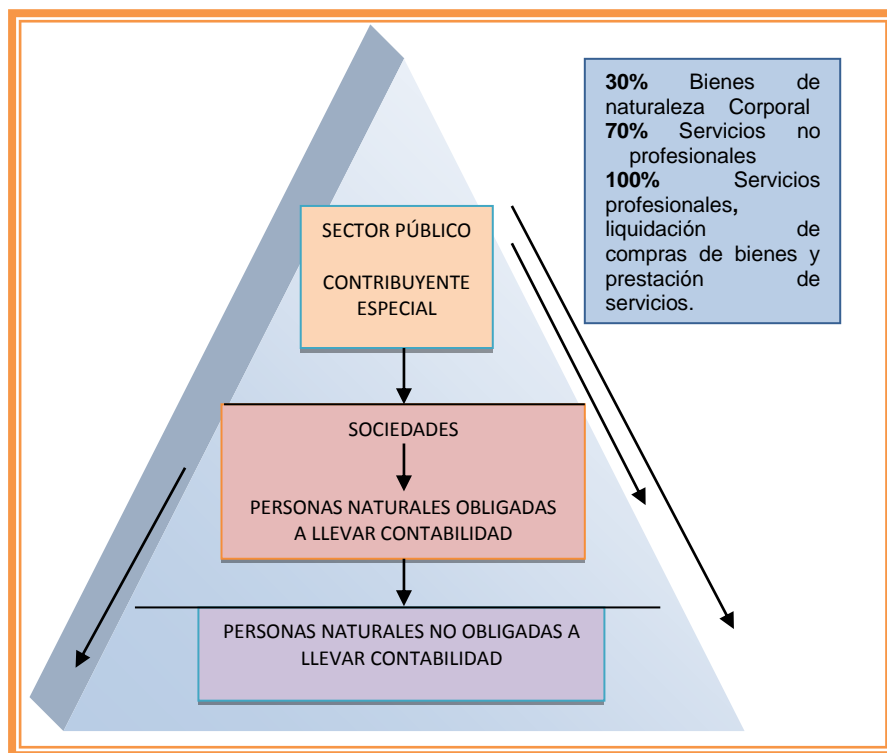 30% Bienes de
naturaleza Corporal
70% Servicios no
profesionales
100% Servicios
profesionales,
liquidación de
compras de bienes y
prestación de
servicios.
SECTOR PÚBLICO
CONTRIBUYENTE
ESPECIAL
SOCIEDADES
PERSONAS NATURALES OBLIGADAS
A LLEVAR CONTABILIDAD
PERSONAS NATURALES NO OBLIGADAS A
LLEVAR CONTABILIDAD